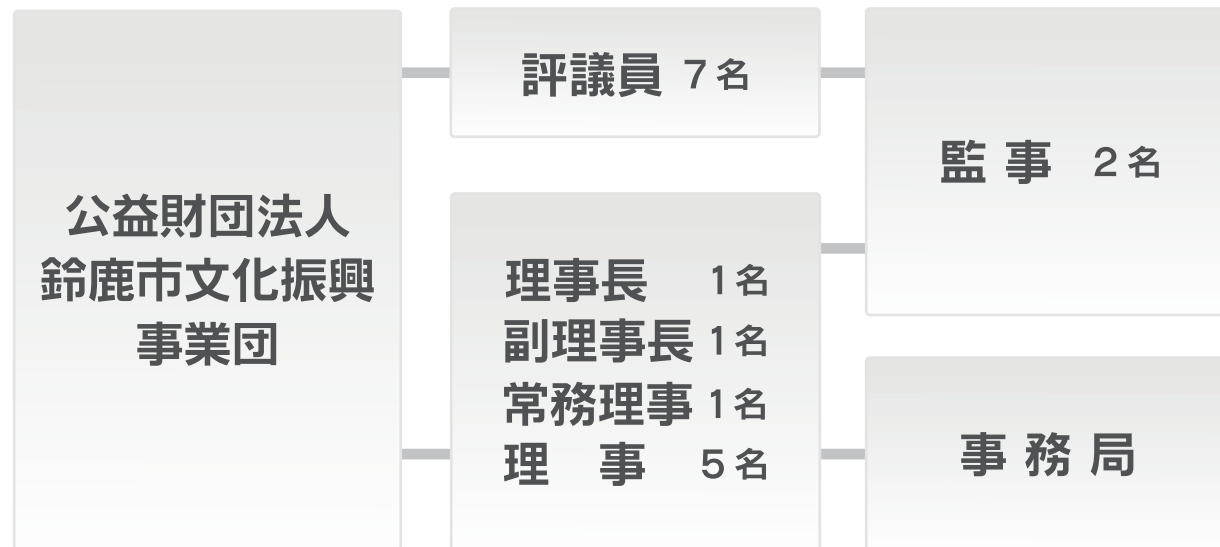 公益財団法人
鈴鹿市文化振興
事業団
評議員 7名
理事長 1名
副理事長 1名
常務理事 1名
理 事 5名
監 事 2名
事 務 局